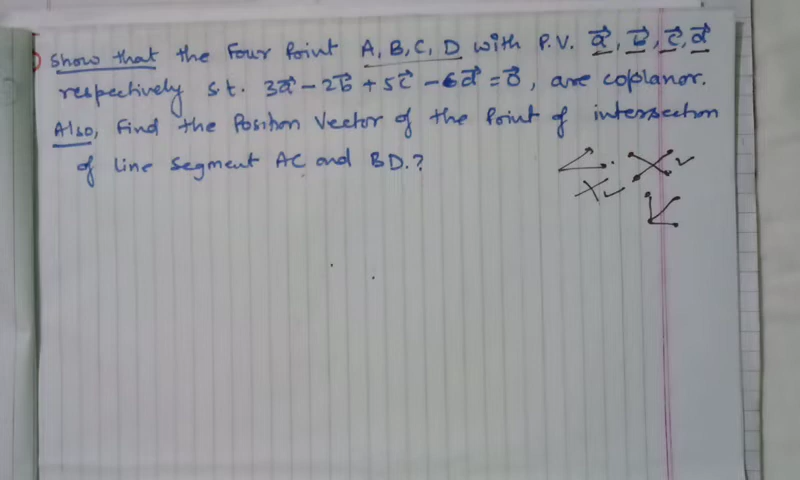 Show that the Four Point A, B, C, D with P.V. a⃗, b⃗, c⃗, d⃗
respectively s.t. 3a⃗ - 2b⃗ + 5c⃗ - 6d⃗ = 0⃗, are coplanar.
Also, Find the Position Vector of the Point of intersection
of line segment AC and BD.?